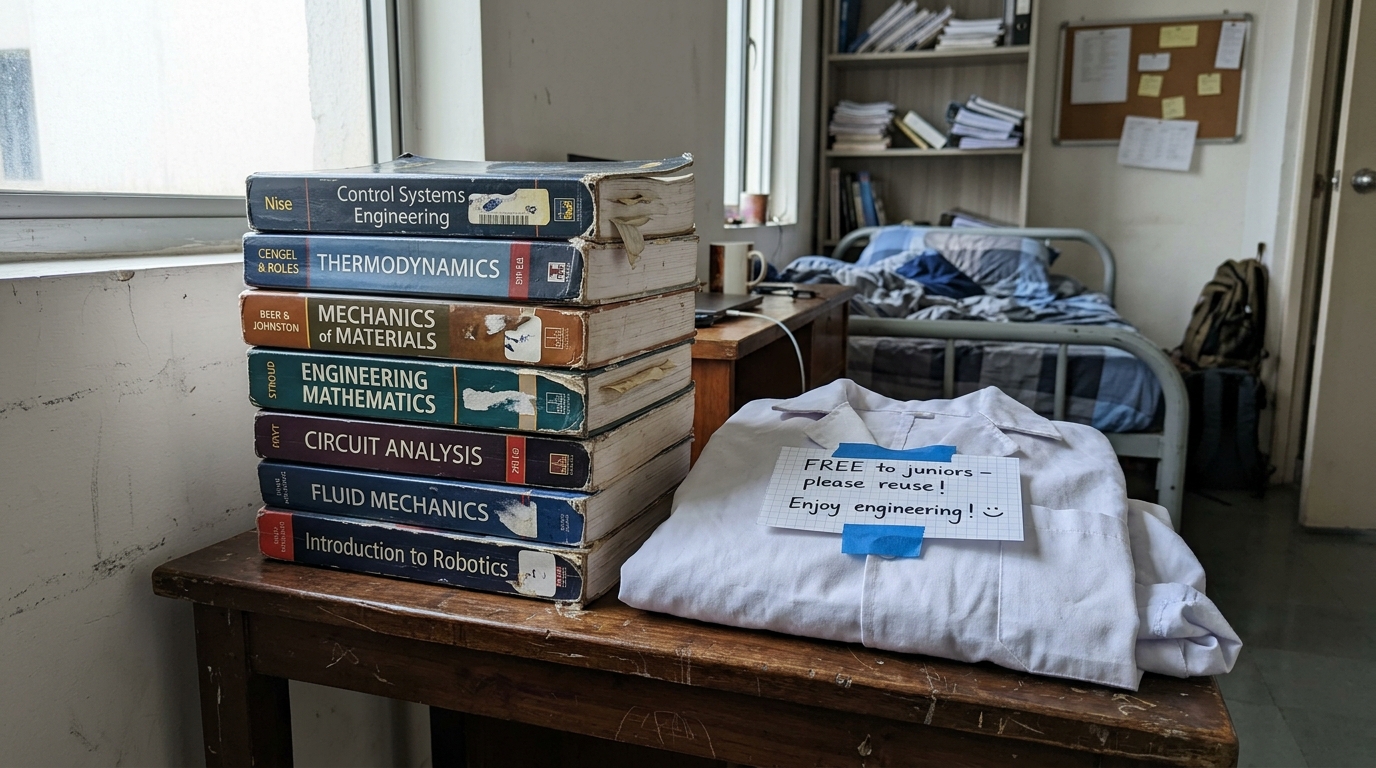 Nise
Control Systems
Engineering
CENGEL
& ROLES
THERMODYNAMICS
BEER &
JOHNSTON
MECHANICS
of MATERIALS
STROUD
ENGINEERING
MATHEMATICS
CIRCUIT ANALYSIS
FLUID MECHANICS
Introduction to Robotics
FREE to juniors –
please reuse!
Enjoy engineering! :)